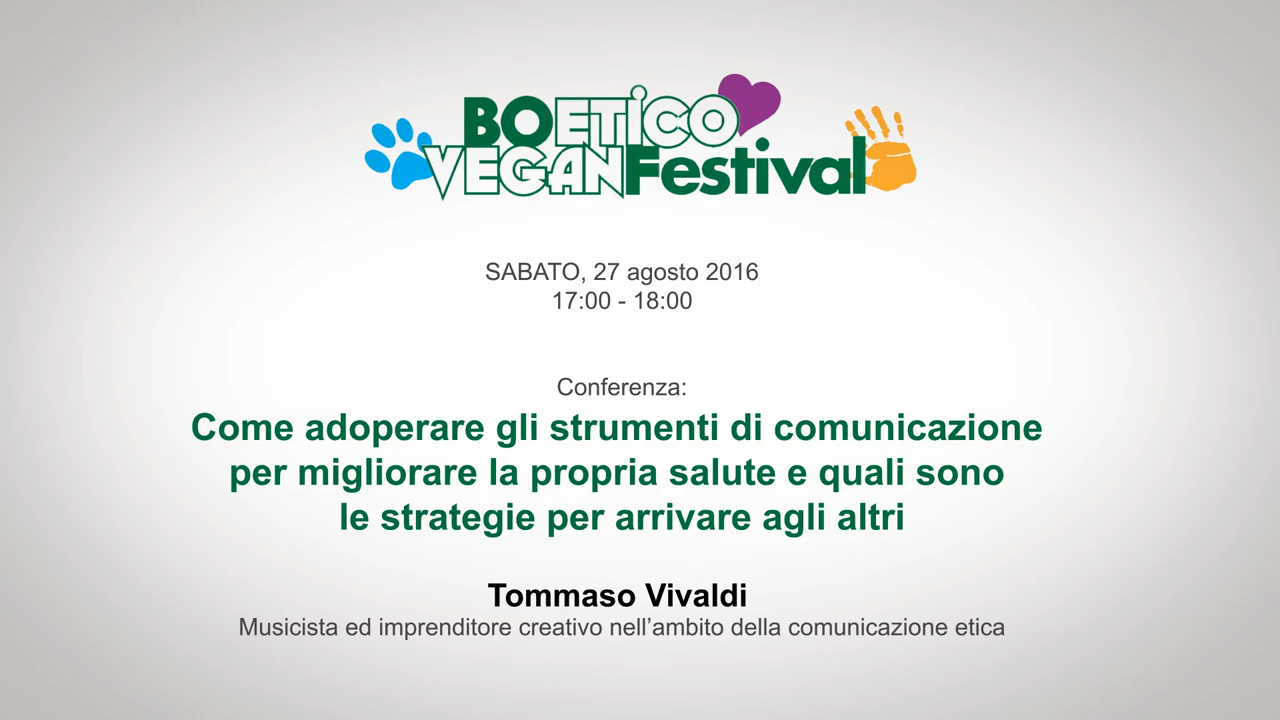 BOETiCO
VEGANFestival
SABATO, 27 agosto 2016
17:00 - 18:00
Conferenza:
Come adoperare gli strumenti di comunicazione
per migliorare la propria salute e quali sono
le strategie per arrivare agli altri
Tommaso Vivaldi
Musicista ed imprenditore creativo nell’ambito della comunicazione etica